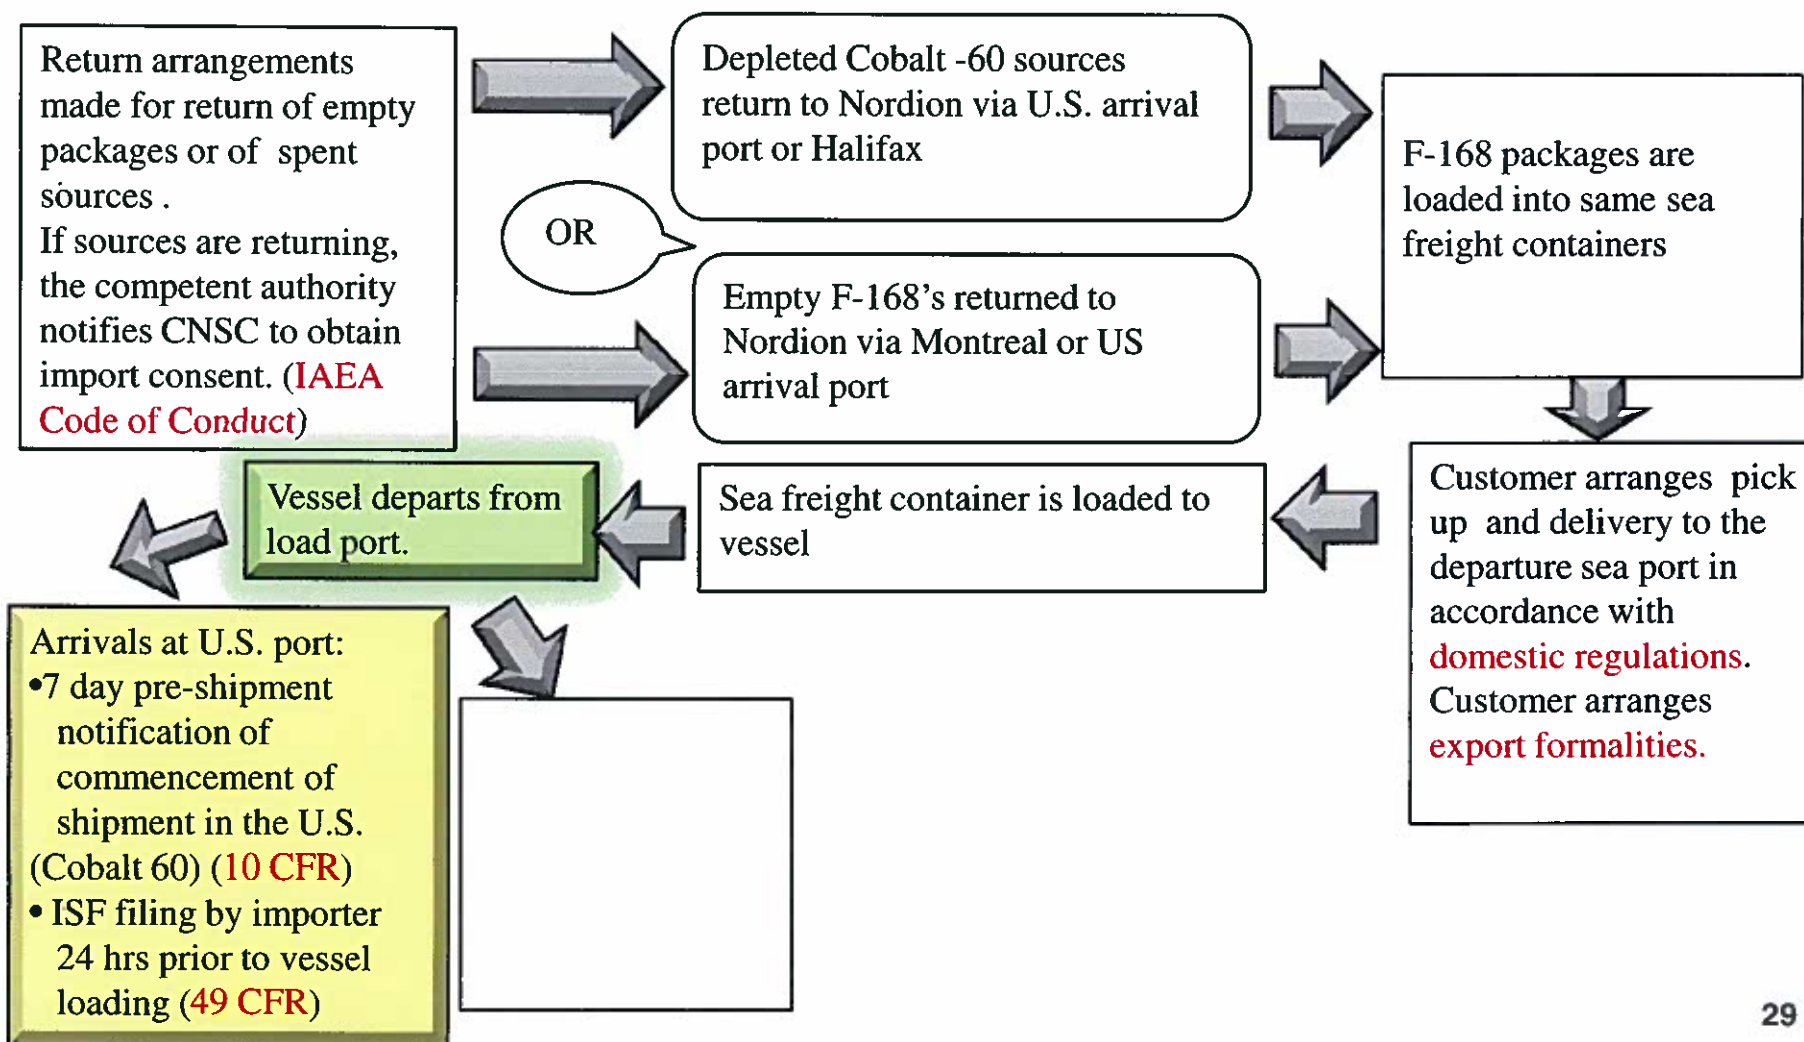 Return arrangements
made for return of empty
packages or of spent
sources .
If sources are returning,
the competent authority
notifies CNSC to obtain
import consent. (IAEA
Code of Conduct)
Depleted Cobalt -60 sources
return to Nordion via U.S. arrival
port or Halifax
OR
Empty F-168’s returned to
Nordion via Montreal or US
arrival port
F-168 packages are
loaded into same sea
freight containers
Customer arranges pick
up and delivery to the
departure sea port in
accordance with
domestic regulations.
Customer arranges
export formalities.
Sea freight container is loaded to
vessel
Vessel departs from
load port.
Arrivals at U.S. port:
•7 day pre-shipment
notification of
commencement of
shipment in the U.S.
(Cobalt 60) (10 CFR)
• ISF filing by importer
24 hrs prior to vessel
loading (49 CFR)
29